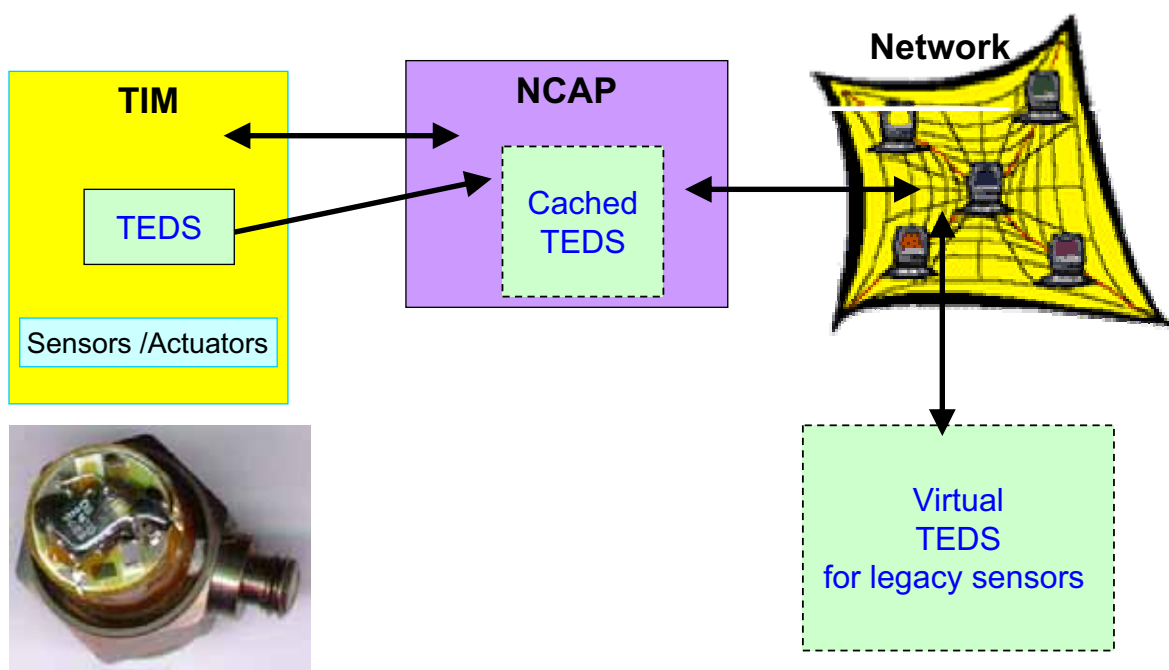 TIM
TEDS
Sensors /Actuators
NCAP
Cached
TEDS
Network
Virtual
TEDS
for legacy sensors